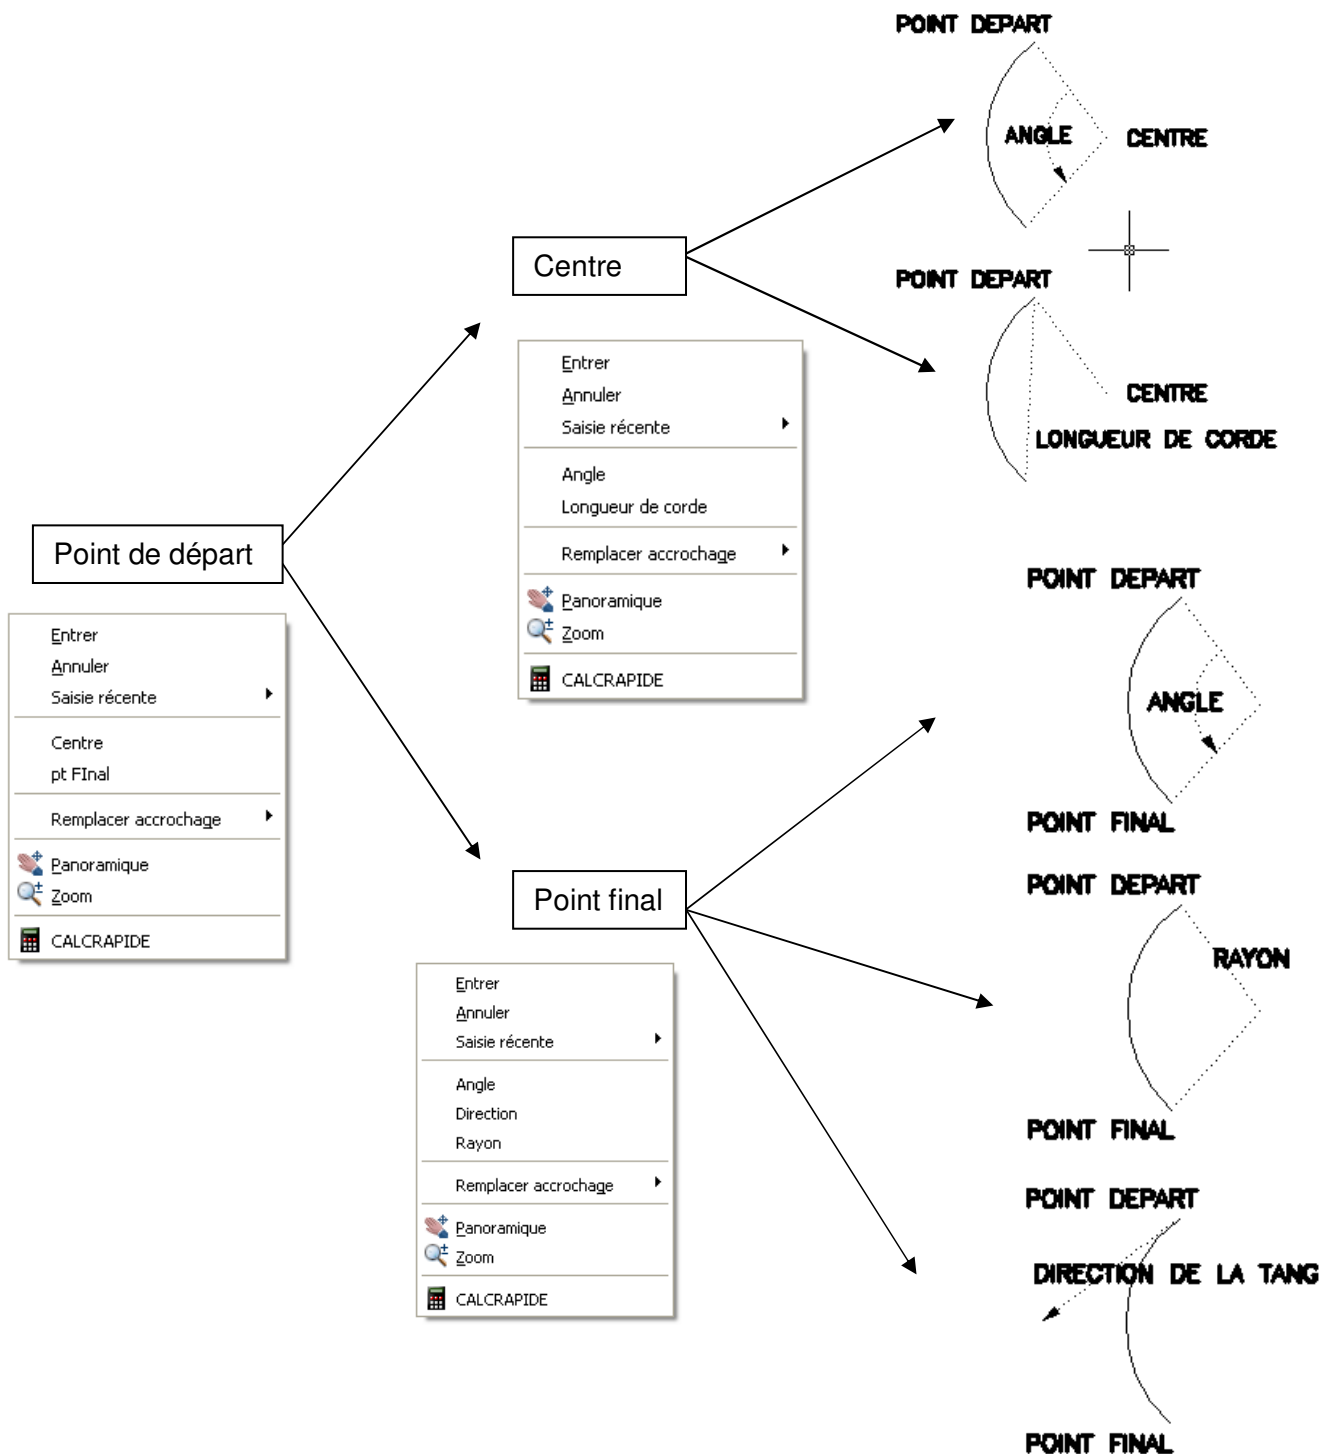 POINT DEPART
ANGLE
CENTRE
Centre
POINT DEPART
CENTRE
LONGUEUR DE CORDE
Entrer
Annuler
Saisie récente
Angle
Longueur de corde
Remplacer accrochage
Panoramique
Zoom
CALCRAPIDE
Point de départ
Entrer
Annuler
Saisie récente
Centre
pt FInal
Remplacer accrochage
Panoramique
Zoom
CALCRAPIDE
POINT DEPART
ANGLE
POINT FINAL
Point final
Entrer
Annuler
Saisie récente
Angle
Direction
Rayon
Remplacer accrochage
Panoramique
Zoom
CALCRAPIDE
POINT DEPART
RAYON
POINT FINAL
POINT DEPART
DIRECTION DE LA TANG
POINT FINAL